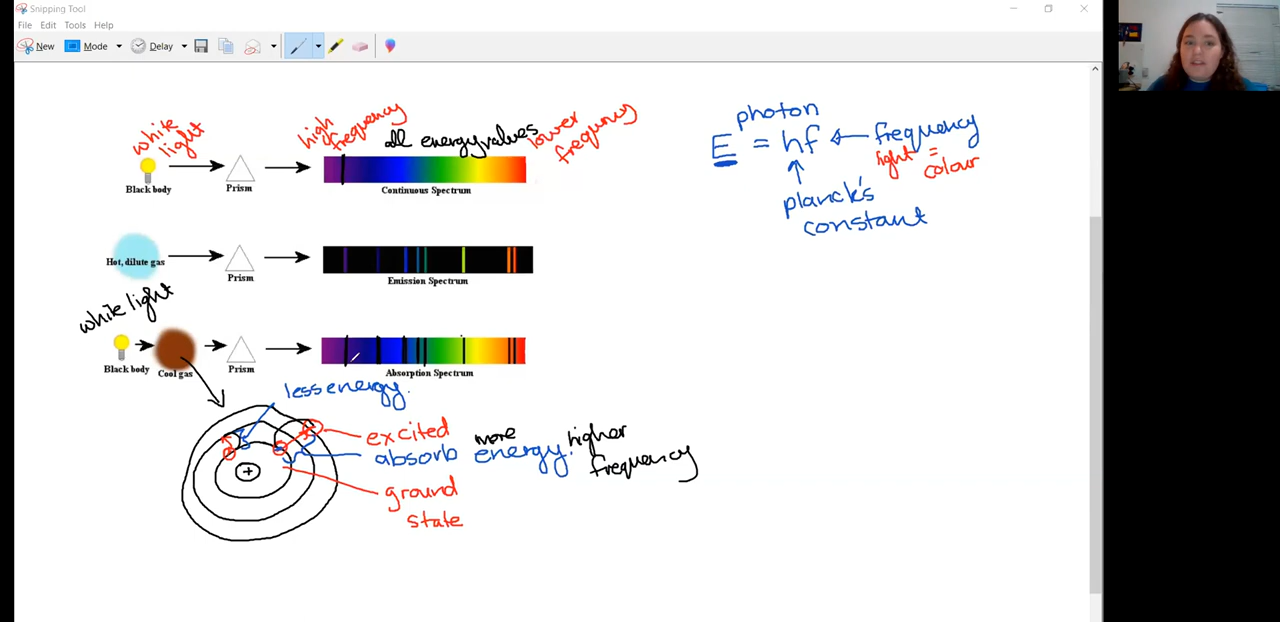 Snipping Tool
File Edit Tools Help
New Mode Delay
white
light
high
frequency
all energy values
lower
frequency
Black body
Prism
Continuous Spectrum
photon
E = hf
frequency
light =
colour
planck's
constant
Hot, dilute gas
Prism
Emission Spectrum
white light
Black body
Cool gas
Prism
Absorption Spectrum
less energy.
excited
absorb
more
energy.
higher
frequency
ground
state
+